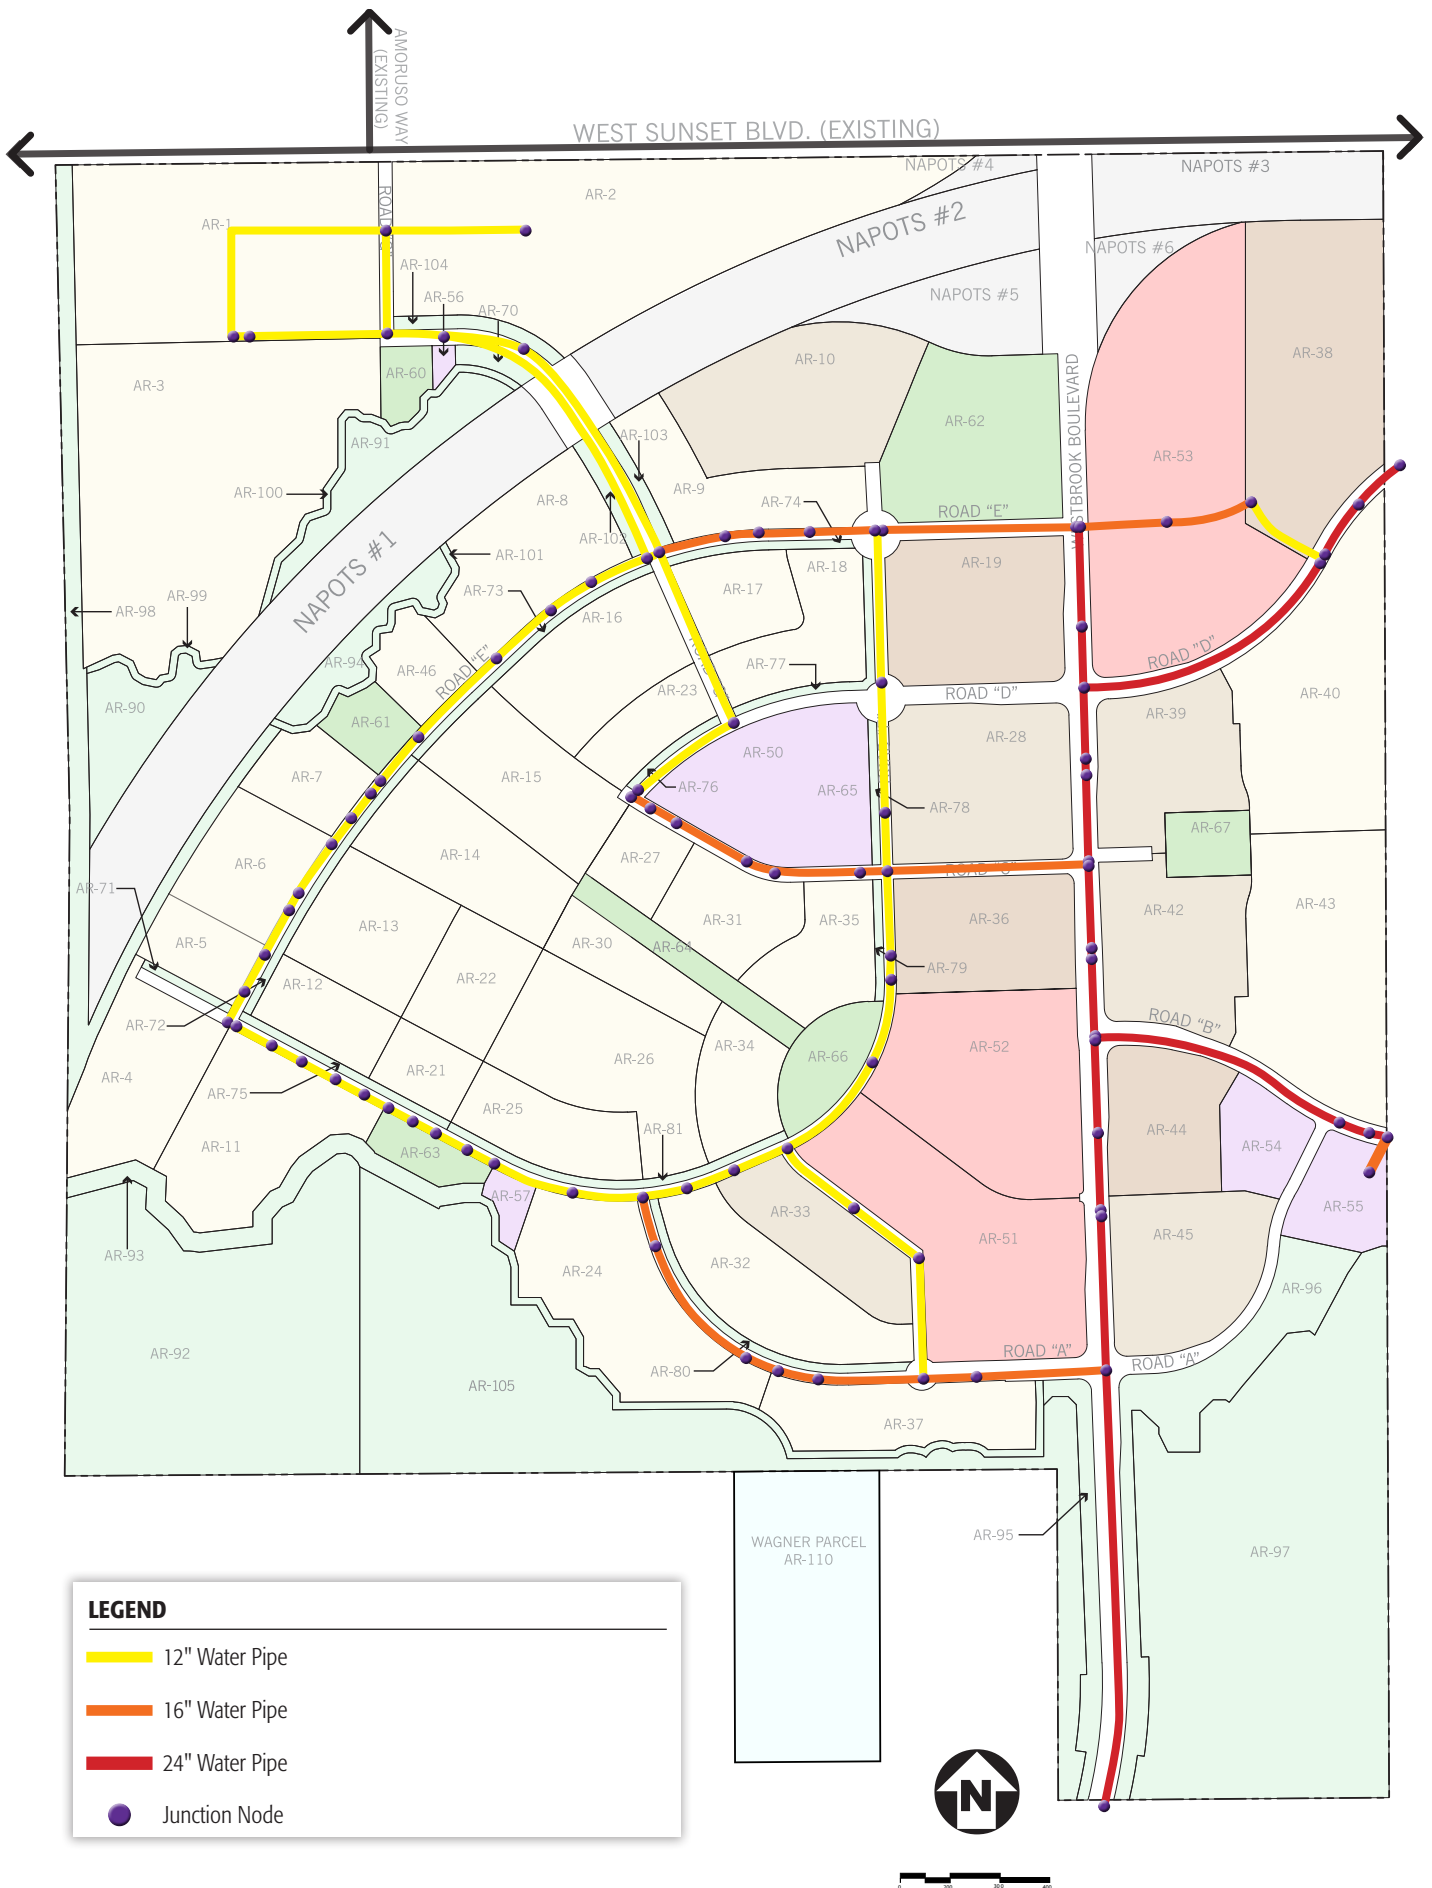 AMORUSO WAY
(EXISTING)
WEST SUNSET BLVD. (EXISTING)
NAPOTS #4
NAPOTS #3
AR-2
AR-1
ROAD
NAPOTS #2
NAPOTS #6
AR-104
AR-56
AR-70
NAPOTS #5
AR-3
AR-60
AR-10
AR-38
WESTBROOK BOULEVARD
AR-62
AR-91
AR-103
AR-53
AR-100
AR-8
AR-9
AR-74
ROAD "E"
AR-102
NAPOTS #1
AR-101
AR-73
AR-18
AR-19
AR-99
AR-98
AR-17
AR-16
AR-94
AR-46
ROAD "E"
AR-77
ROAD "D"
AR-23
ROAD "D"
AR-40
AR-90
AR-61
AR-39
AR-28
AR-50
AR-7
AR-15
AR-76
AR-65
AR-78
AR-67
AR-6
AR-14
AR-27
AR-71
AR-43
AR-42
AR-13
AR-31
AR-35
AR-36
AR-5
AR-30
AR-64
AR-79
AR-22
AR-12
AR-72
ROAD "B"
AR-34
AR-66
AR-52
AR-26
AR-4
AR-21
AR-75
AR-25
AR-81
AR-44
AR-11
AR-63
AR-54
AR-57
AR-33
AR-55
AR-93
AR-51
AR-45
AR-24
AR-32
AR-96
AR-92
ROAD "A"
ROAD "A"
AR-80
AR-105
AR-37
WAGNER PARCEL
AR-110
AR-95
AR-97
LEGEND
12" Water Pipe
16" Water Pipe
24" Water Pipe
Junction Node
N